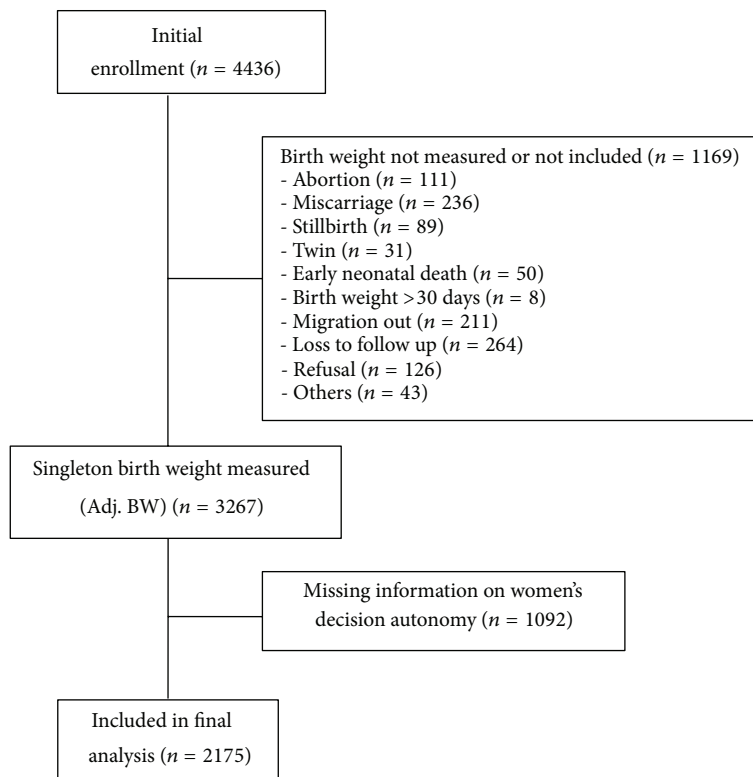 Initial
enrollment (n = 4436)
Birth weight not measured or not included (n = 1169)
- Abortion (n = 111)
- Miscarriage (n = 236)
- Stillbirth (n = 89)
- Twin (n = 31)
- Early neonatal death (n = 50)
- Birth weight >30 days (n = 8)
- Migration out (n = 211)
- Loss to follow up (n = 264)
- Refusal (n = 126)
- Others (n = 43)
Singleton birth weight measured
(Adj. BW) (n = 3267)
Missing information on women's
decision autonomy (n = 1092)
Included in final
analysis (n = 2175)